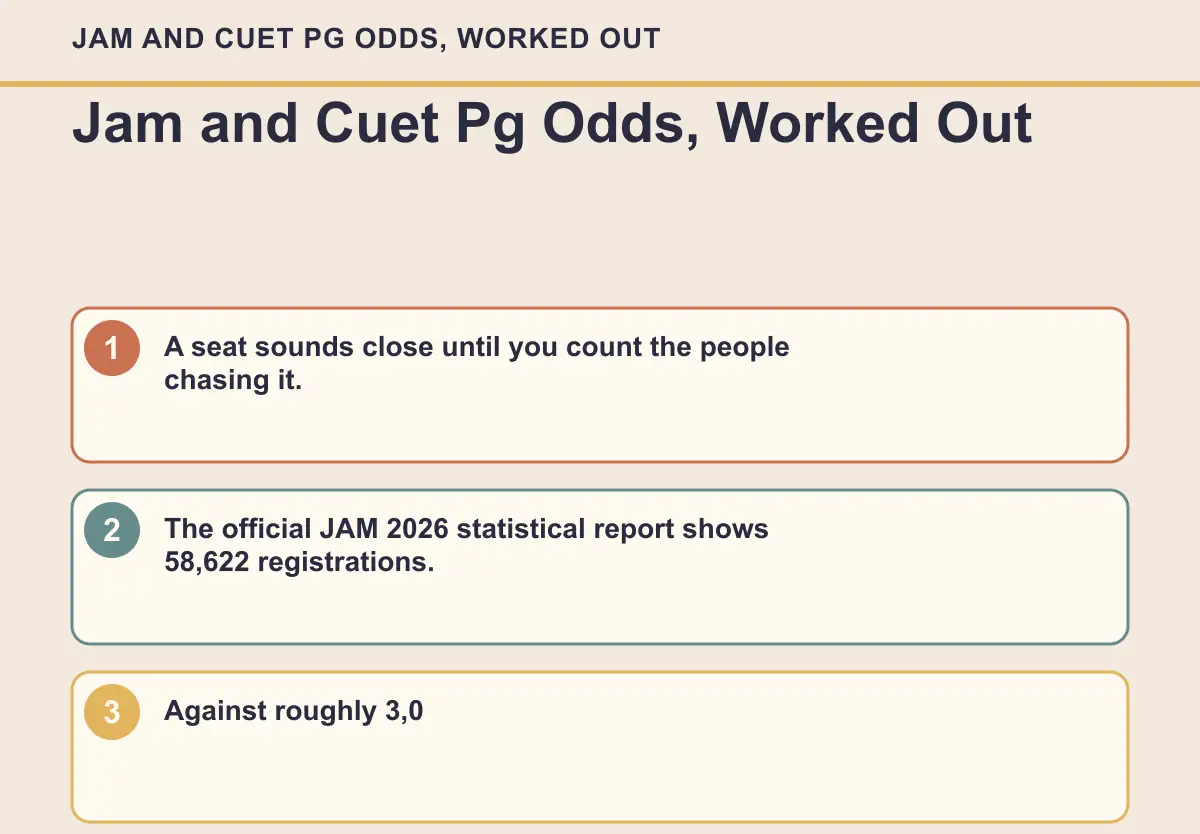 JAM AND CUET PG ODDS, WORKED OUT
Jam and Cuet Pg Odds, Worked Out
1
A seat sounds close until you count the people
chasing it.
2
The official JAM 2026 statistical report shows
58,622 registrations.
3
Against roughly 3,0